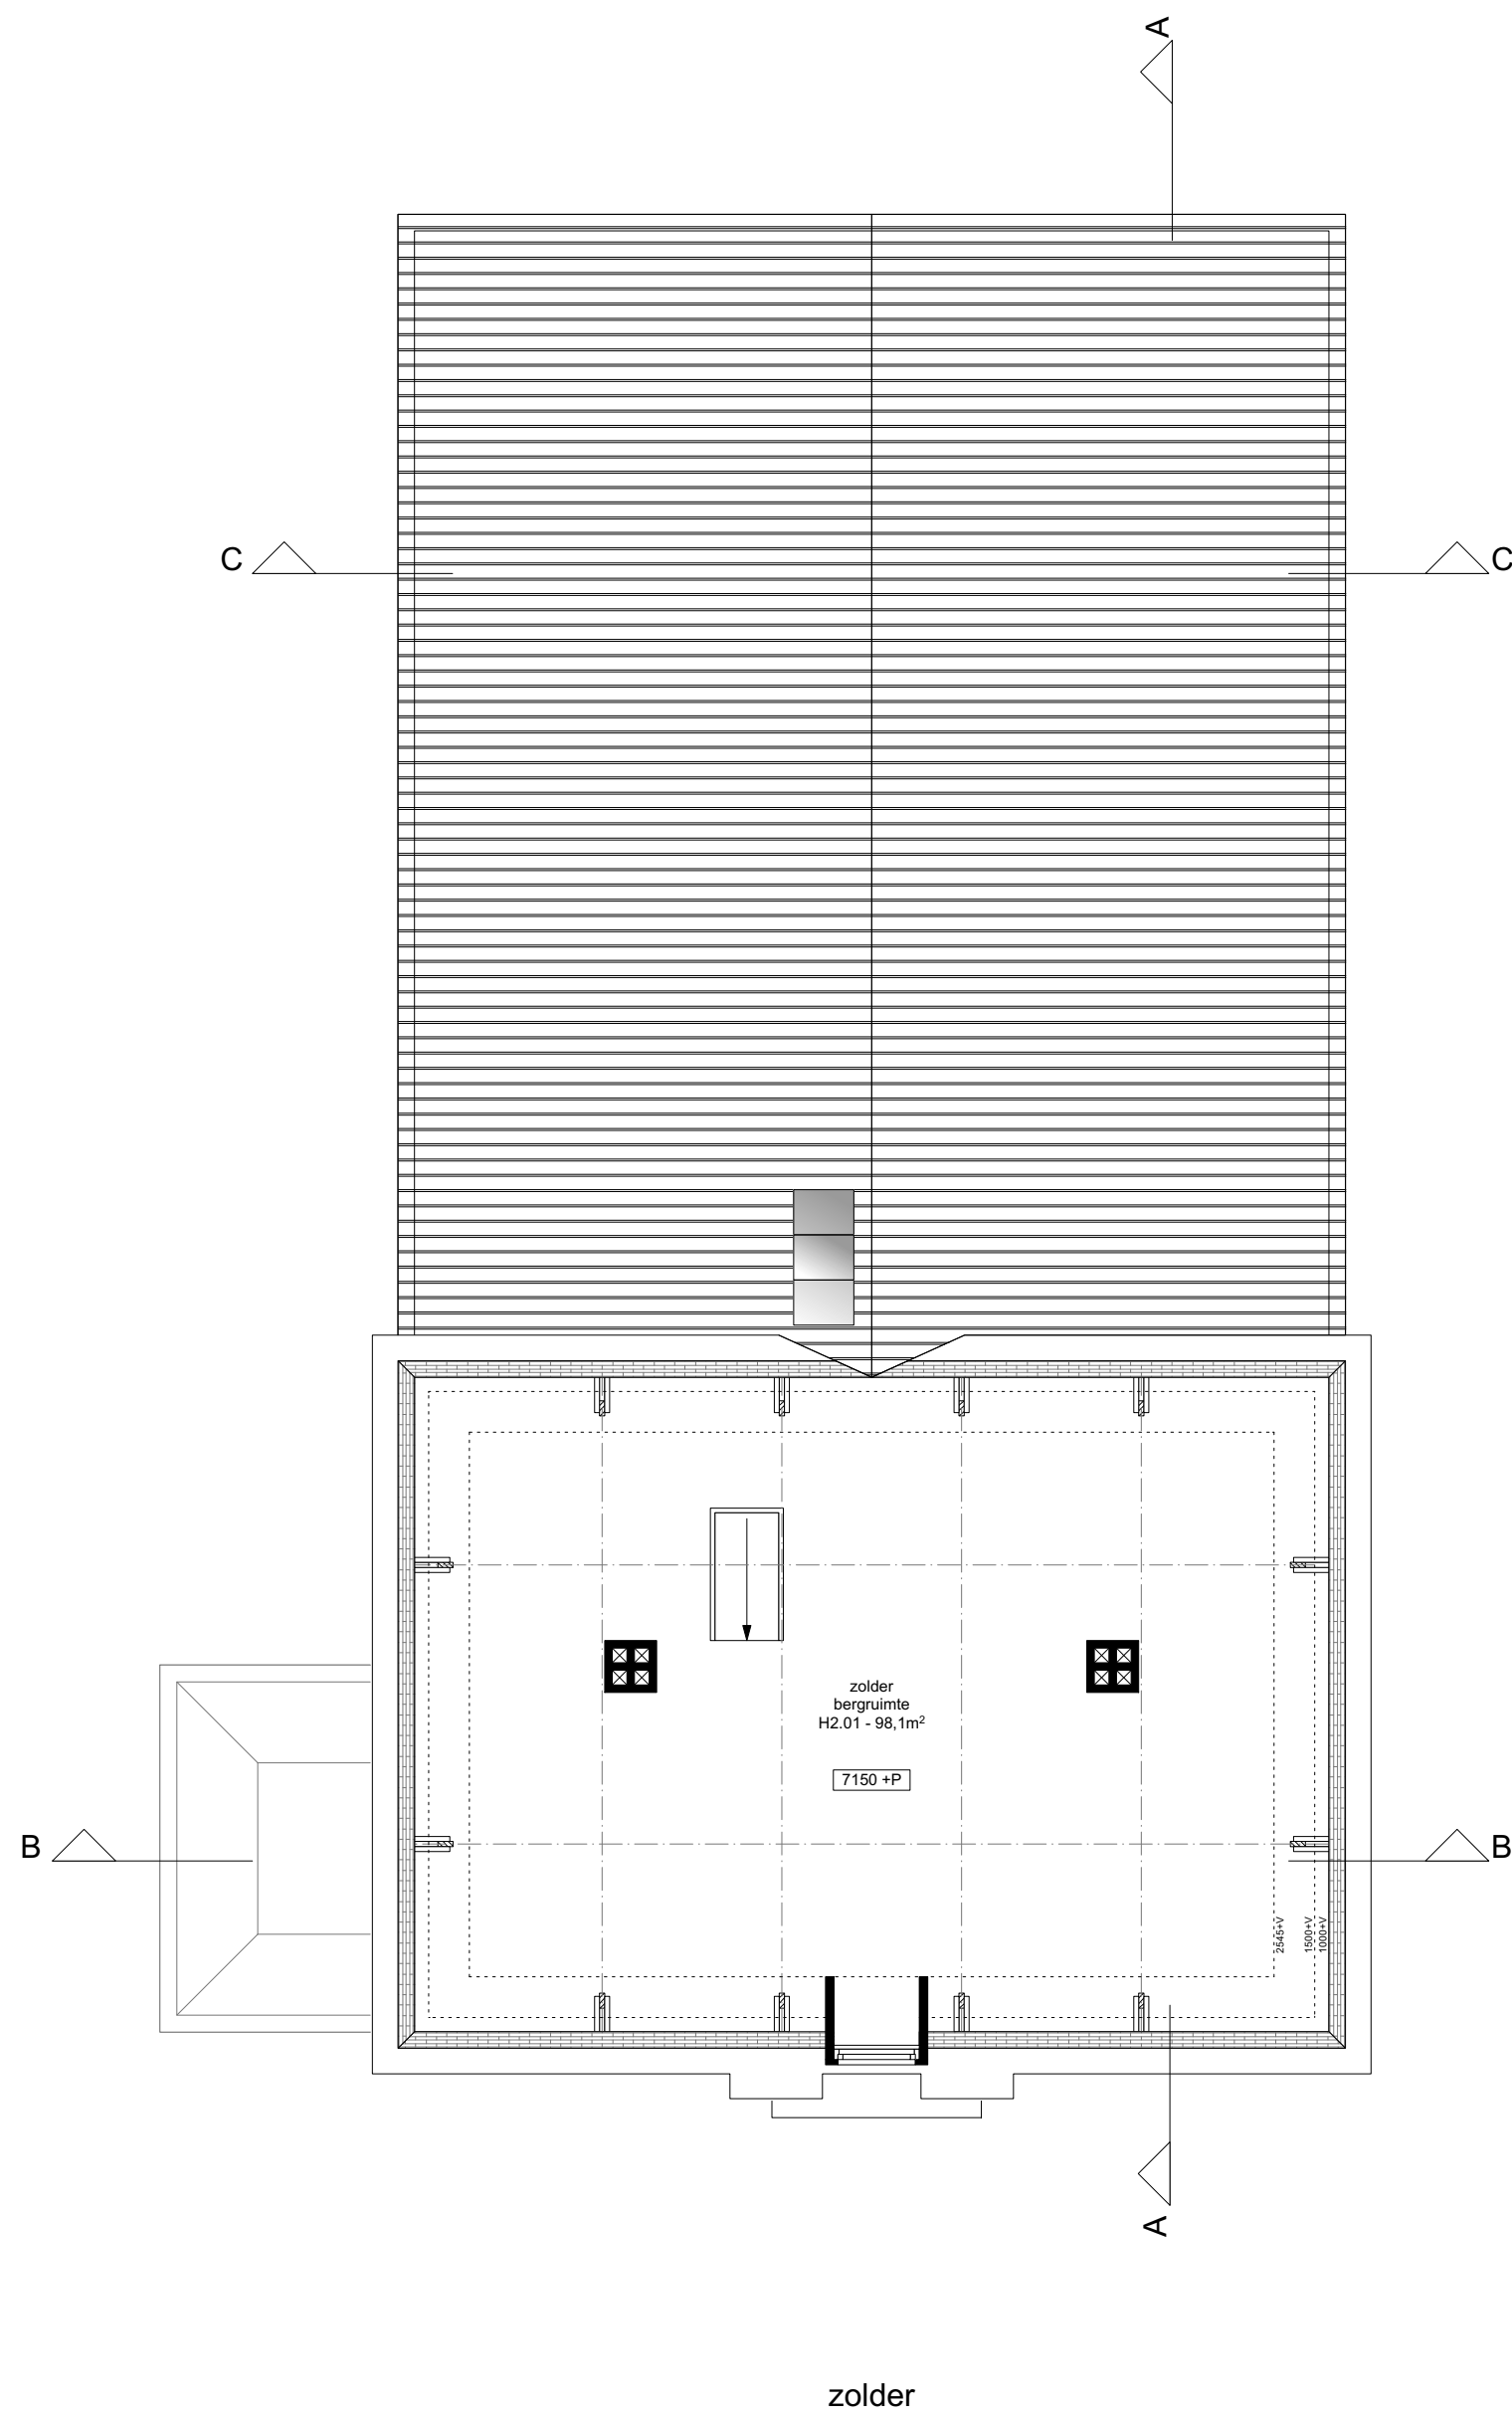 A
C
C
zolder
bergruimte
H2.01 - 98,1m²
7150 +P
B
B
2545+V
1500+V
1000+V
A
zolder